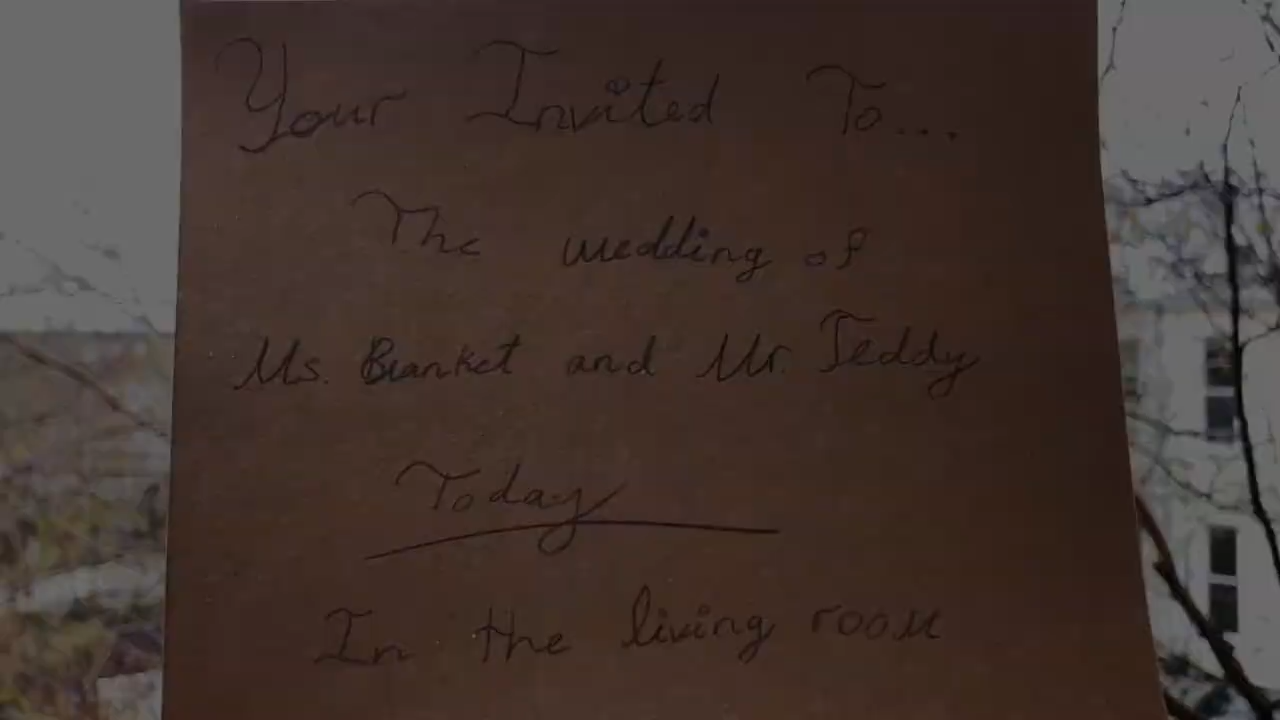 Your Invited To...
The wedding of
Ms. Blanket and Mr. Teddy
Today
In the living room